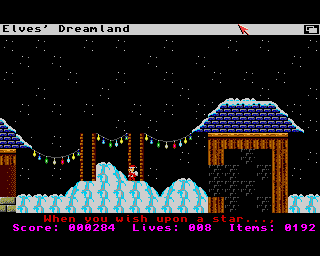 Elves' Dreamland
When you wish upon a star....,
Score: 000284 Lives: 008 Items: 0192